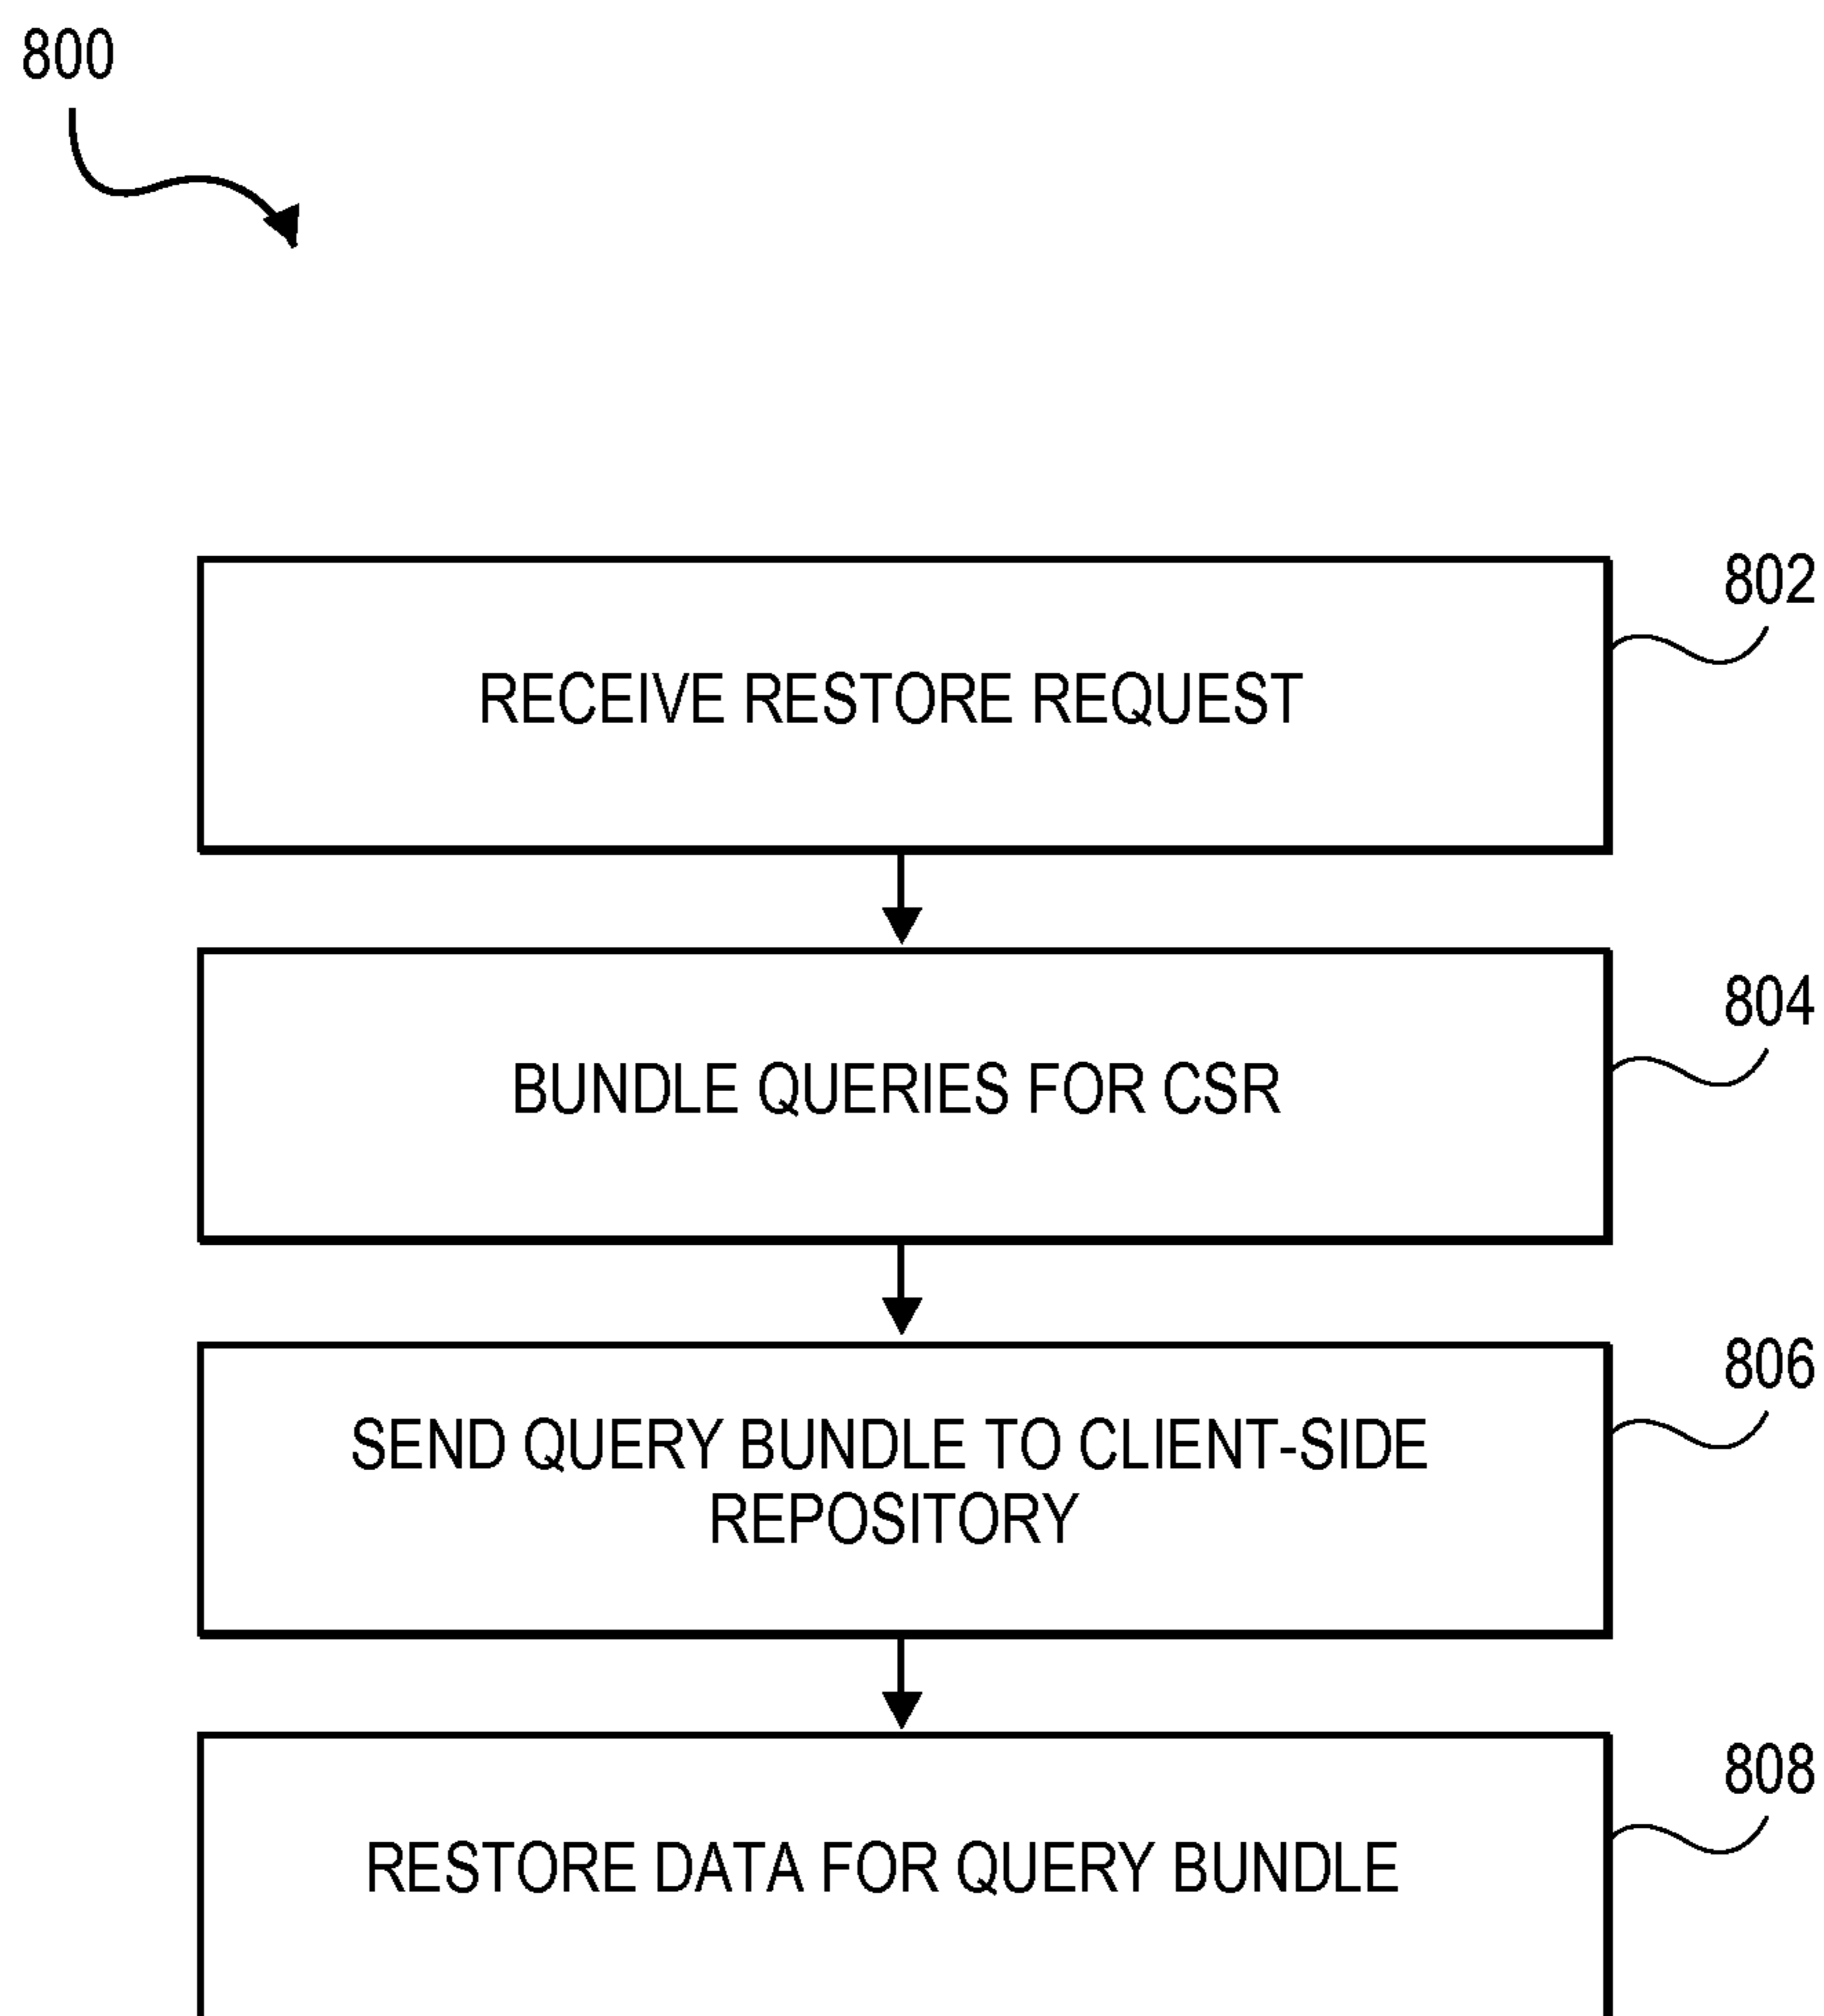 800
802
RECEIVE RESTORE REQUEST
804
BUNDLE QUERIES FOR CSR
806
SEND QUERY BUNDLE TO CLIENT-SIDE
REPOSITORY
808
RESTORE DATA FOR QUERY BUNDLE